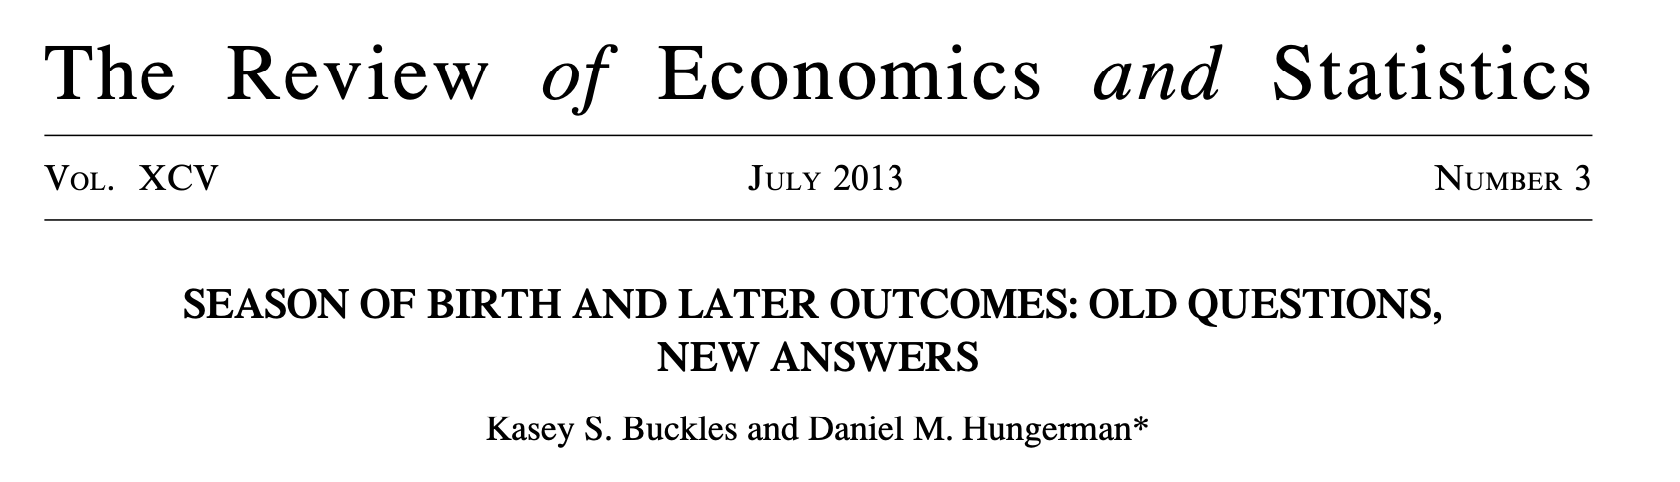 The Review of Economics and Statistics
VOL. XCV JULY 2013 NUMBER 3
SEASON OF BIRTH AND LATER OUTCOMES: OLD QUESTIONS,
NEW ANSWERS
Kasey S. Buckles and Daniel M. Hungerman*